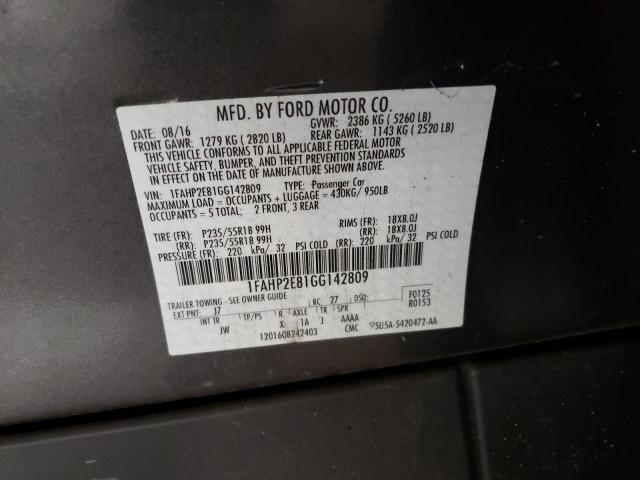 MFD. BY FORD MOTOR CO.
DATE: 08/16 GVWR: 2386 KG ( 5260 LB)
FRONT GAWR: 1279 KG ( 2820 LB) REAR GAWR: 1143 KG ( 2520 LB)
THIS VEHICLE CONFORMS TO ALL APPLICABLE FEDERAL MOTOR
VEHICLE SAFETY, BUMPER, AND THEFT PREVENTION STANDARDS
IN EFFECT ON THE DATE OF MANUFACTURE SHOWN ABOVE.
VIN: 1FAHP2E81GG142809 TYPE: Passenger Car
MAXIMUM LOAD = OCCUPANTS + LUGGAGE = 430KG/ 950LB
OCCUPANTS = 5 TOTAL; 2 FRONT, 3 REAR
TIRE (FR): P235/55R18 99H RIMS (FR): 18X8.0J
(RR): P235/55R18 99H (RR): 18X8.0J
PRESSURE (FR): 220 kPa/ 32 PSI COLD (RR): 220 kPa/ 32 PSI COLD
1FAHP2E81GG142809
TRAILER TOWING - SEE OWNER GUIDE RC: 27 DSO: F0125
EXT PNT: J7 R0153
INT TR TP/PS R AXLE TR SPR
JW X 1A J AAAA
1201608242403 CMC 5U5A-5420472-AA